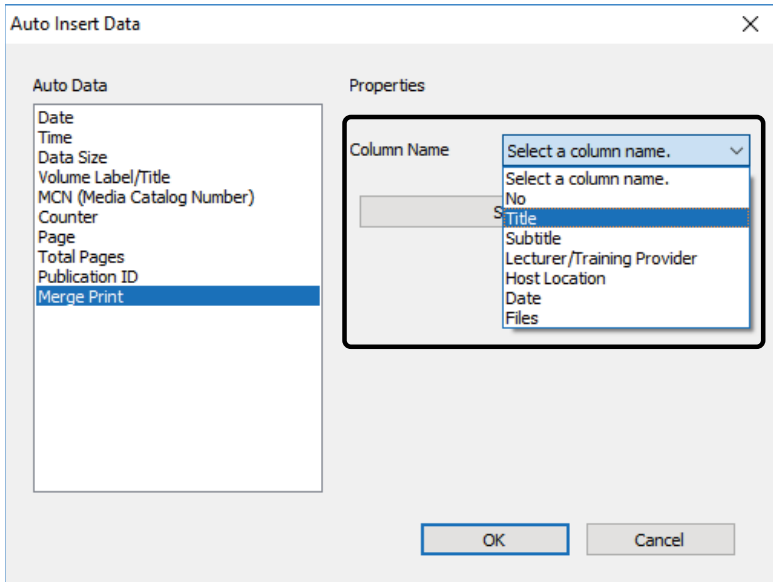 Auto Insert Data
Auto Data
Date
Time
Data Size
Volume Label/Title
MCN (Media Catalog Number)
Counter
Page
Total Pages
Publication ID
Merge Print
Properties
Column Name
Select a column name.
Select a column name.
No
Title
Subtitle
Lecturer/Training Provider
Host Location
Date
Files
OK
Cancel